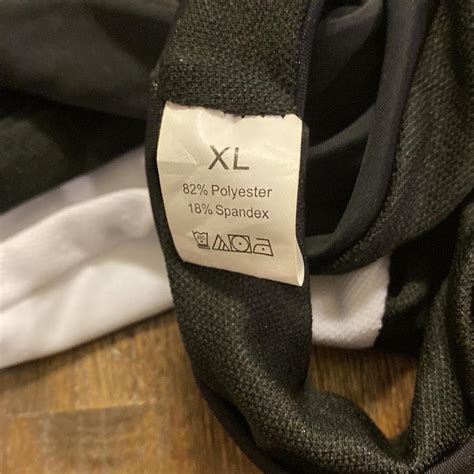 XL
82% Polyester
18% Spandex